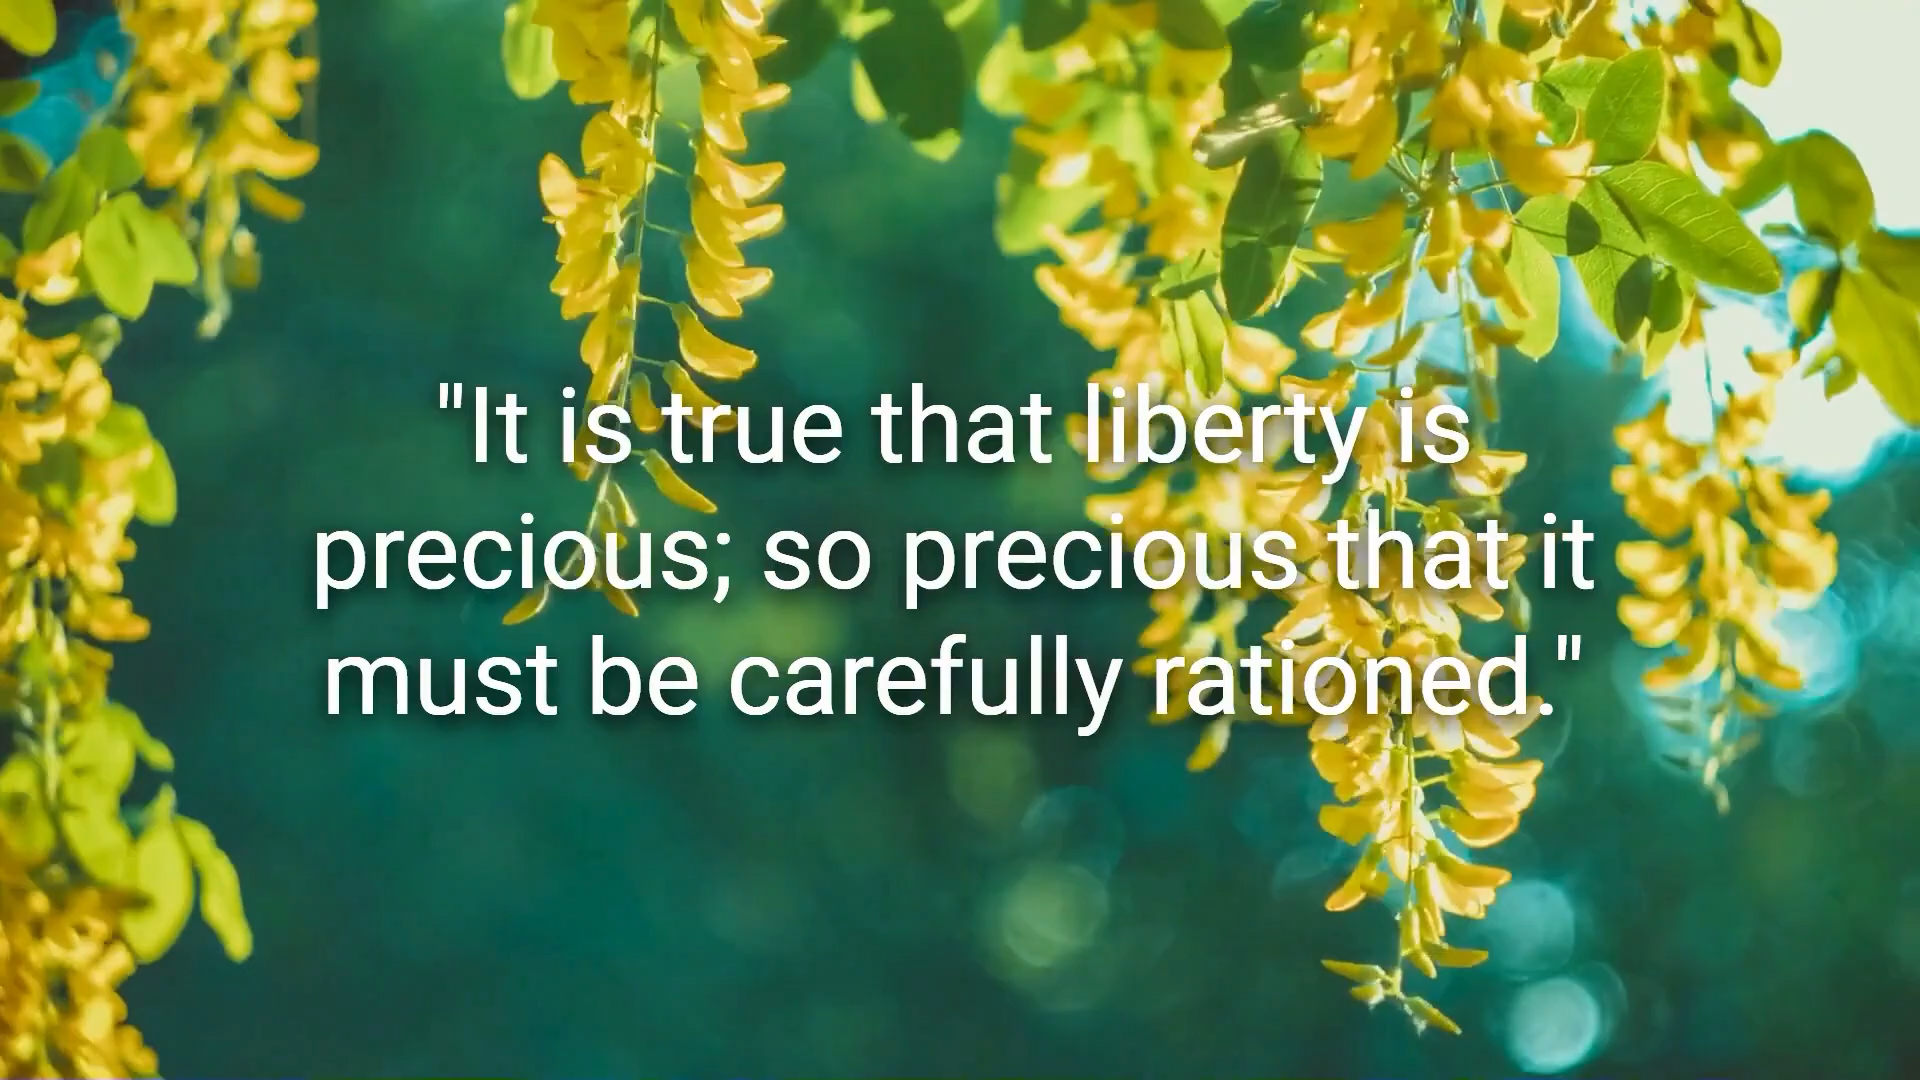 "It is true that liberty is
precious; so precious that it
must be carefully rationed."